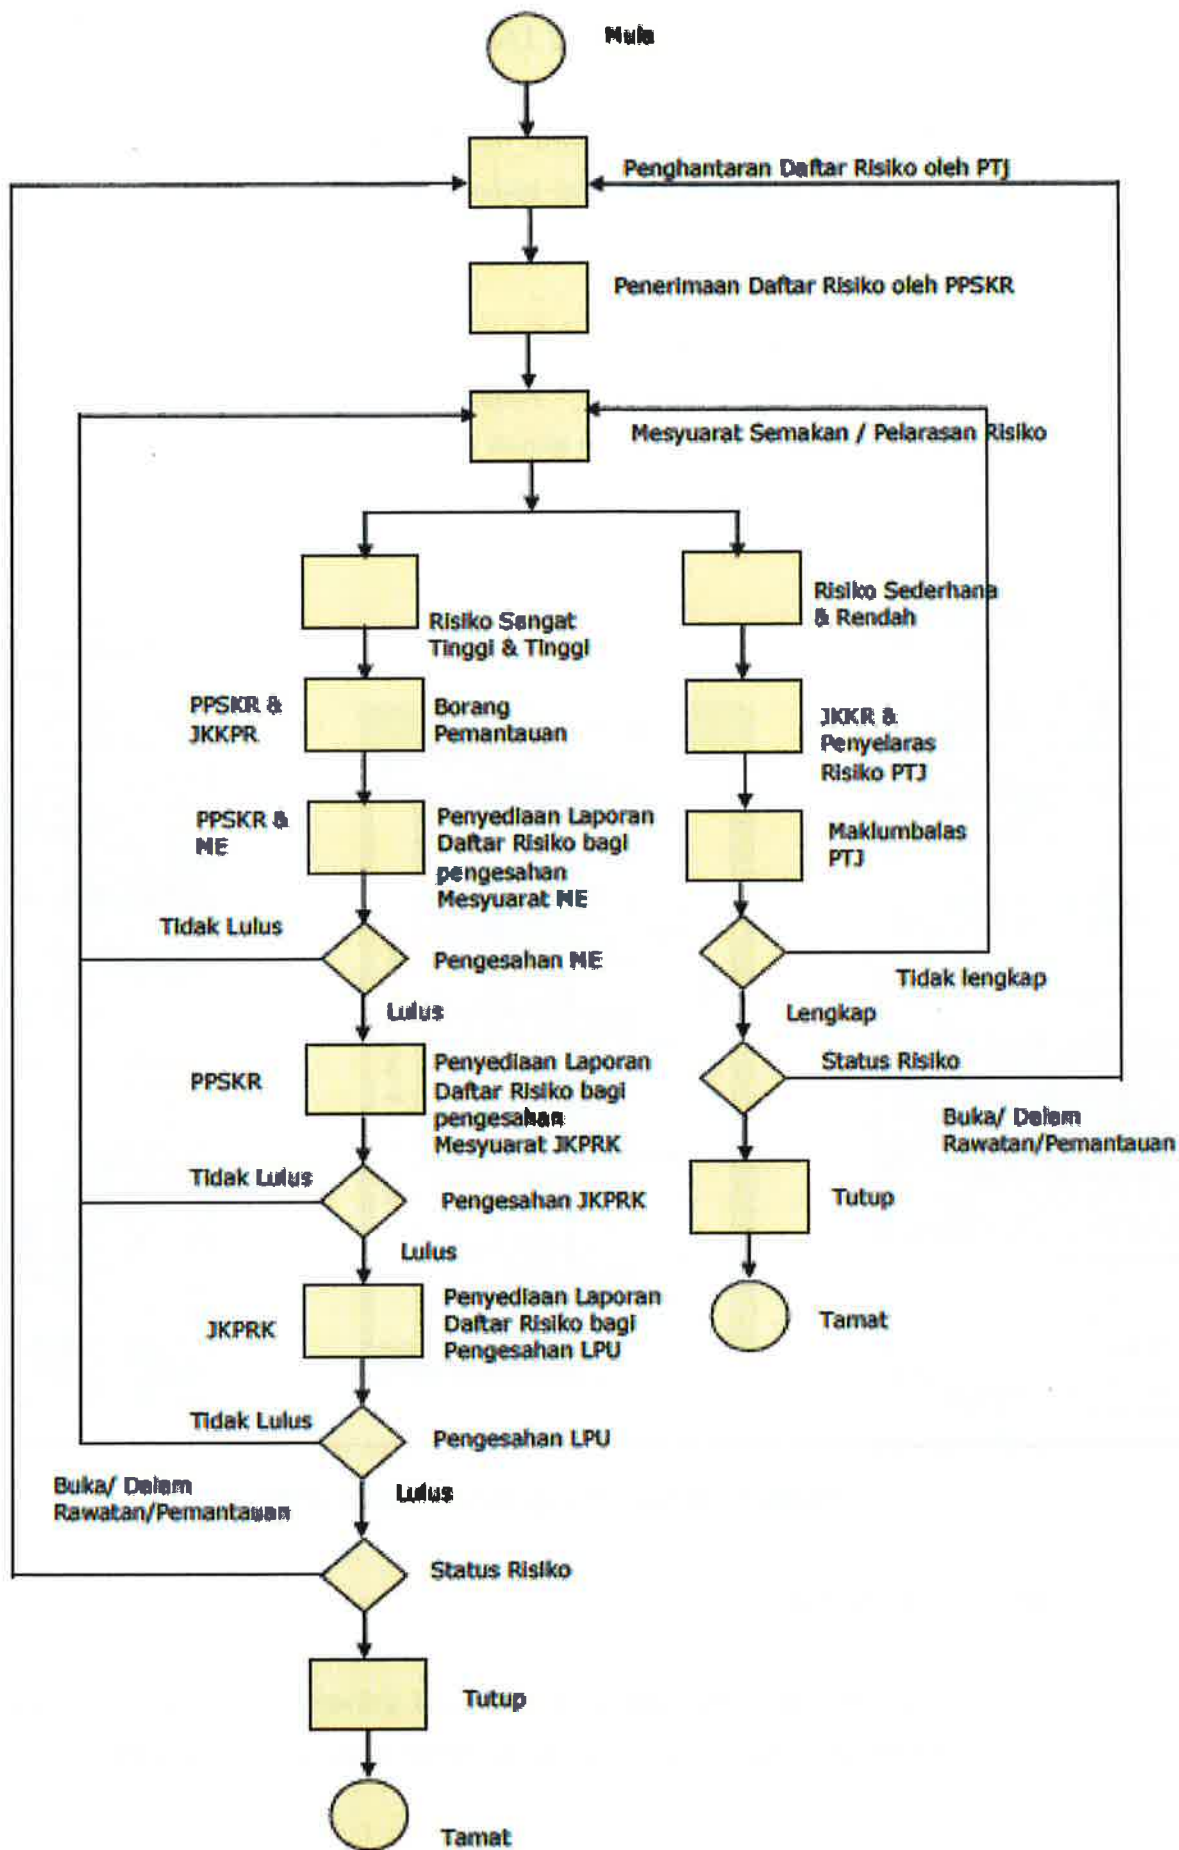 Mula
Penghantaran Daftar Risiko oleh PTJ
Penerimaan Daftar Risiko oleh PPSKR
Mesyuarat Semakan / Pelarasan Risiko
Risiko Sangat
Tinggi & Tinggi
Risiko Sederhana
& Rendah
PPSKR &
JKKPR
Borang
Pemantauan
JKKR &
Penyelaras
Risiko PTJ
PPSKR &
ME
Penyediaan Laporan
Daftar Risiko bagi
pengesahan
Mesyuarat ME
Maklumbalas
PTJ
Tidak Lulus
Pengesahan ME
Tidak lengkap
Lulus
Lengkap
PPSKR
Penyediaan Laporan
Daftar Risiko bagi
pengesahan
Mesyuarat JKPRK
Status Risiko
Buka/ Dalam
Rawatan/Pemantauan
Tidak Lulus
Pengesahan JKPRK
Tutup
Lulus
JKPRK
Penyediaan Laporan
Daftar Risiko bagi
Pengesahan LPU
Tamat
Tidak Lulus
Pengesahan LPU
Buka/ Dalam
Rawatan/Pemantauan
Lulus
Status Risiko
Tutup
Tamat